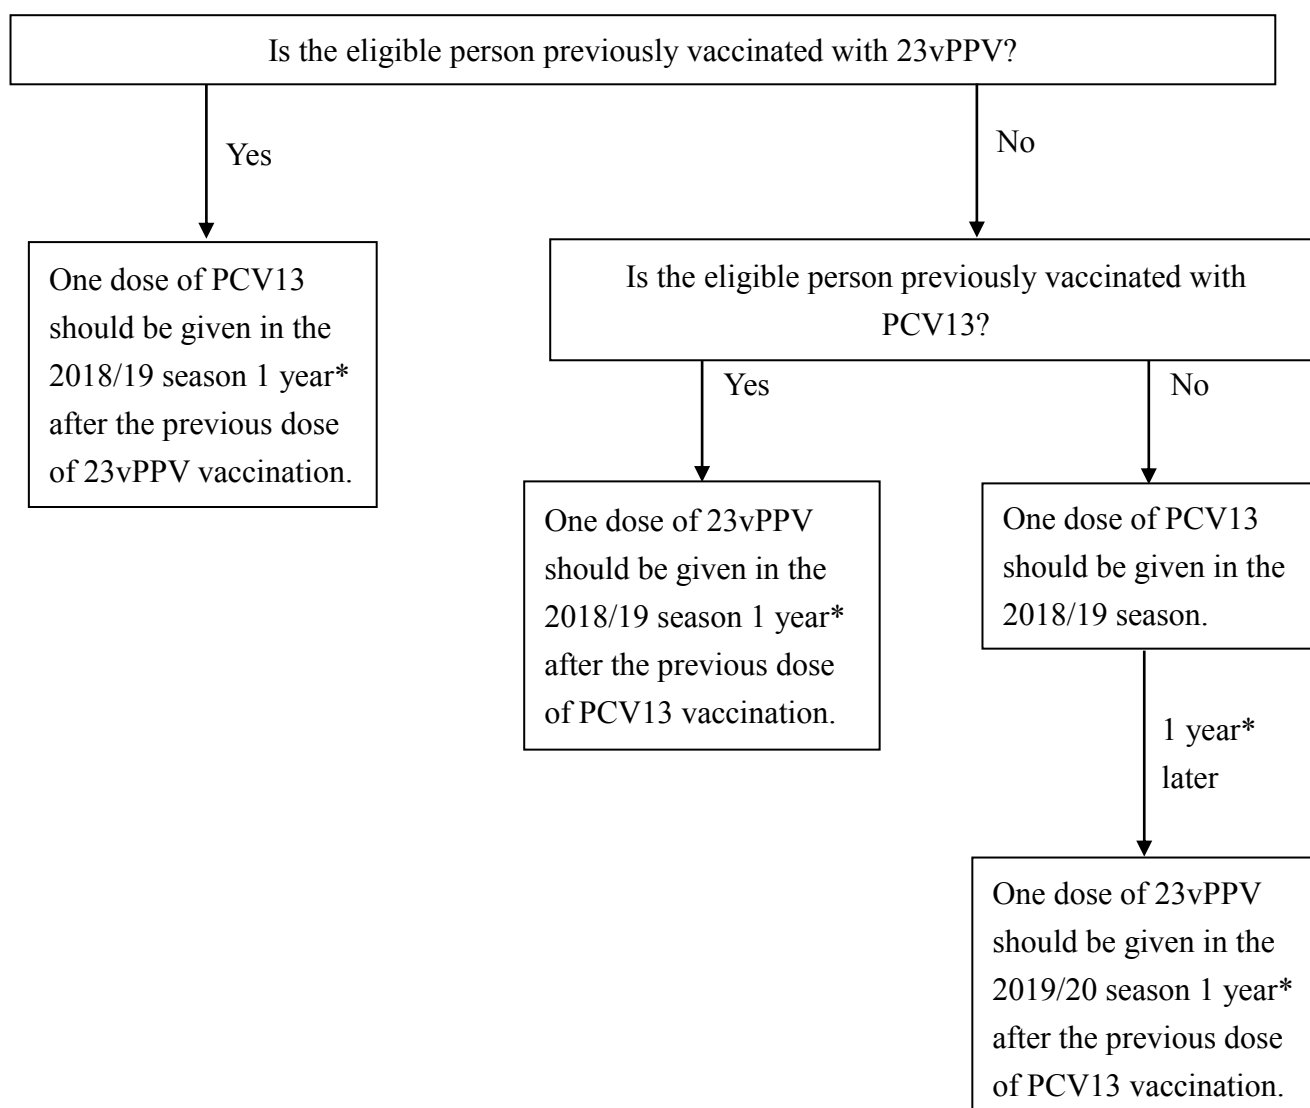 Is the eligible person previously vaccinated with 23vPPV?
Yes
No
One dose of PCV13
should be given in the
2018/19 season 1 year*
after the previous dose
of 23vPPV vaccination.
Is the eligible person previously vaccinated with
PCV13?
Yes
No
One dose of 23vPPV
should be given in the
2018/19 season 1 year*
after the previous dose
of PCV13 vaccination.
One dose of PCV13
should be given in the
2018/19 season.
1 year*
later
One dose of 23vPPV
should be given in the
2019/20 season 1 year*
after the previous dose
of PCV13 vaccination.